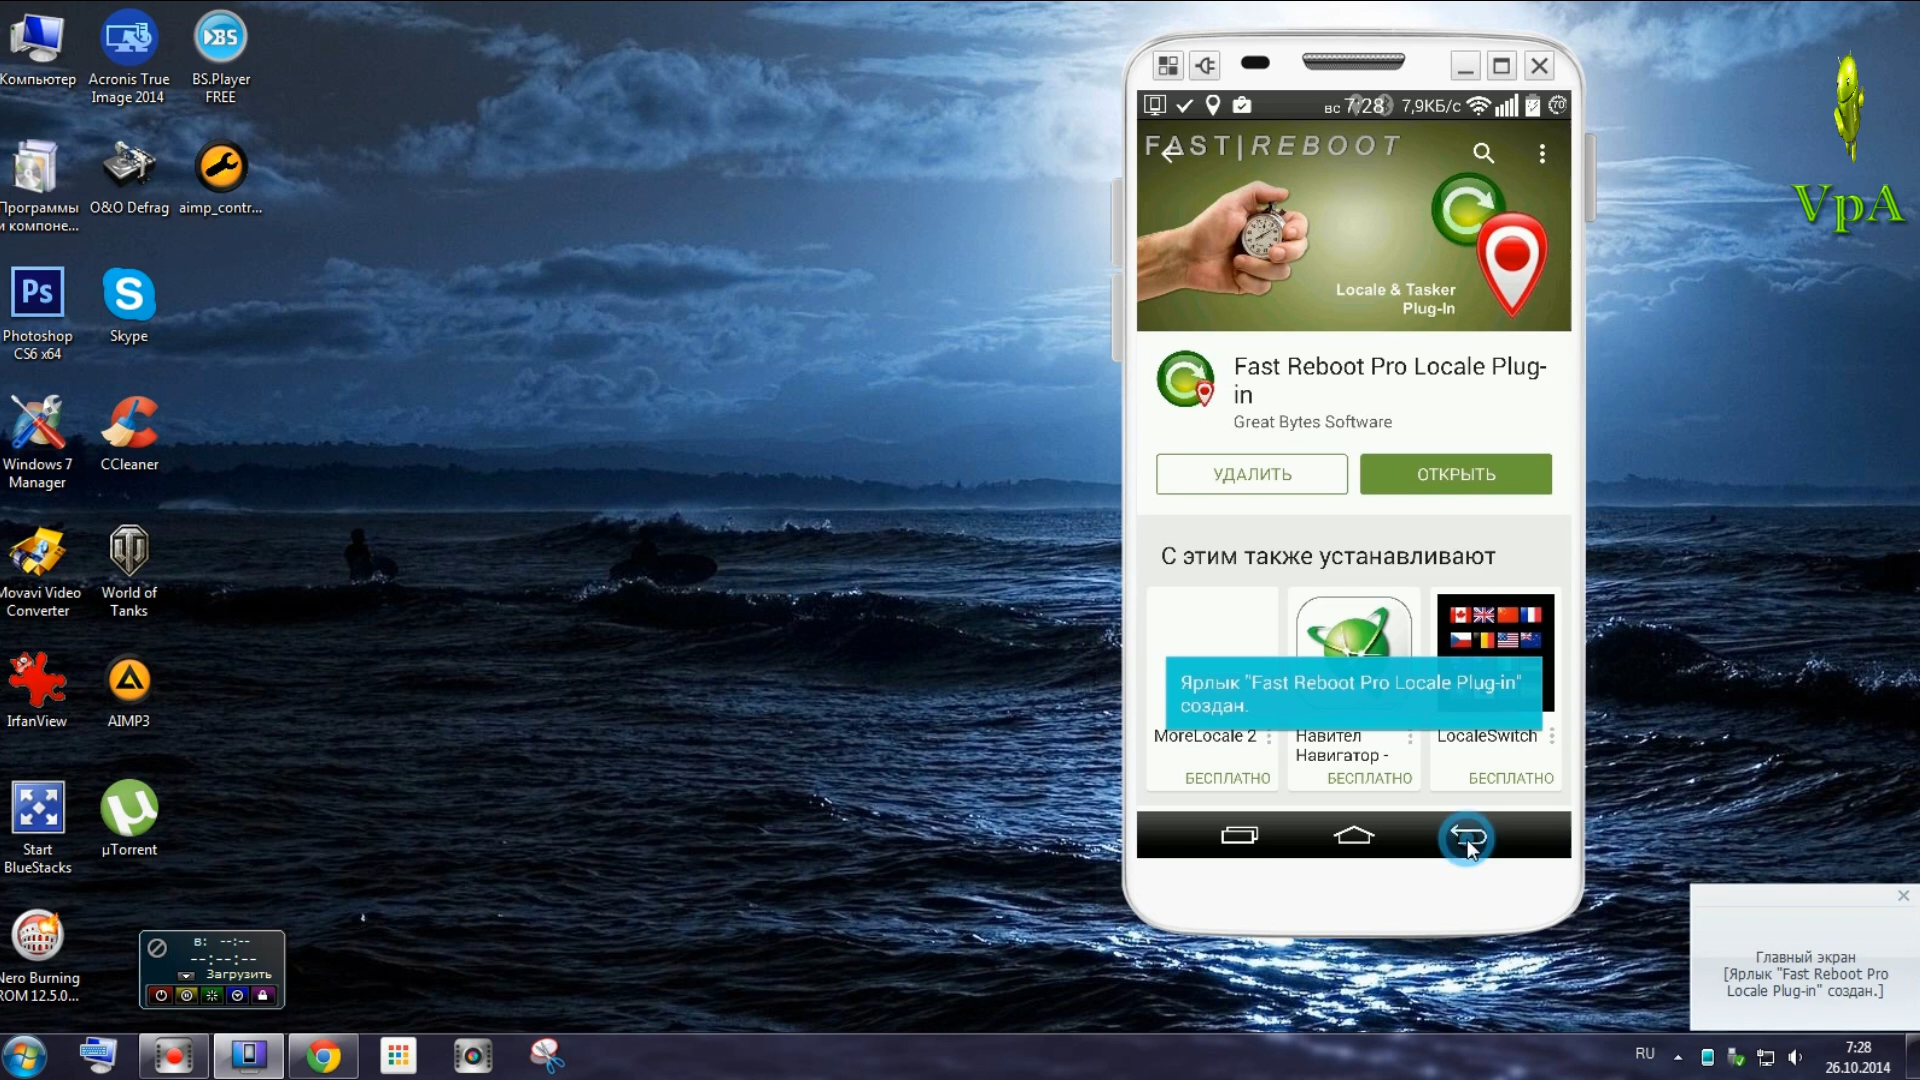 Компьютер
Acronis True
Image 2014
BS.Player
FREE
Программы
и компоне...
O&O Defrag
aimp_contr...
Ps
Photoshop
CS6 x64
Skype
Windows 7
Manager
CCleaner
Movavi Video
Converter
World of
Tanks
IrfanView
AIMP3
Start
BlueStacks
µTorrent
Nero Burning
ROM 12.5.0...
В: --:--
--:--:--
Загрузить
вс 7:28 7,9КБ/с 70
FAST|REBOOT
Locale & Tasker
Plug-In
Fast Reboot Pro Locale Plug-
in
Great Bytes Software
УДАЛИТЬ
ОТКРЫТЬ
С этим также устанавливают
Ярлык "Fast Reboot Pro Locale Plug-in"
создан.
MoreLocale 2
БЕСПЛАТНО
Навител
Навигатор -
БЕСПЛАТНО
LocaleSwitch
БЕСПЛАТНО
VpA
Главный экран
[Ярлык "Fast Reboot Pro
Locale Plug-in" создан.]
RU
7:28
26.10.2014